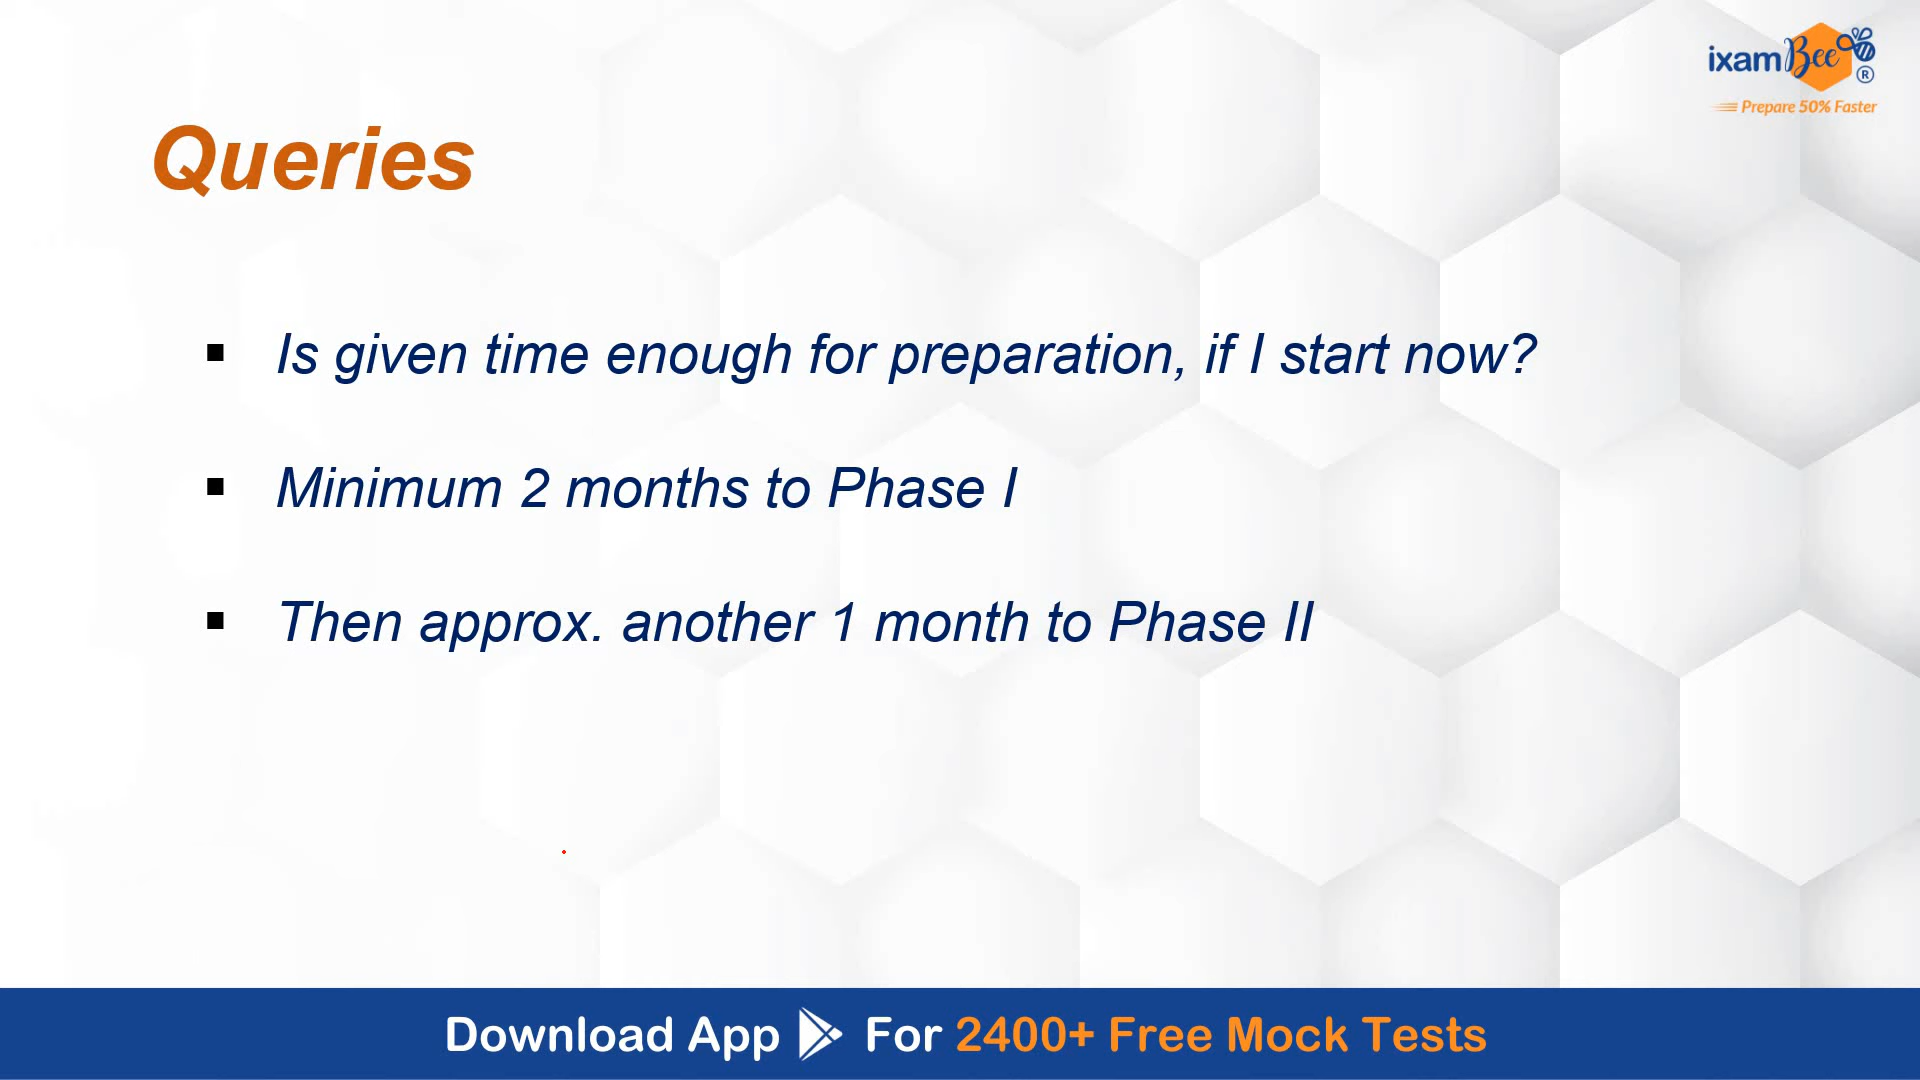 ixamBee®
Prepare 50% Faster
Queries
▪ Is given time enough for preparation, if I start now?
▪ Minimum 2 months to Phase I
▪ Then approx. another 1 month to Phase II
Download App For 2400+ Free Mock Tests